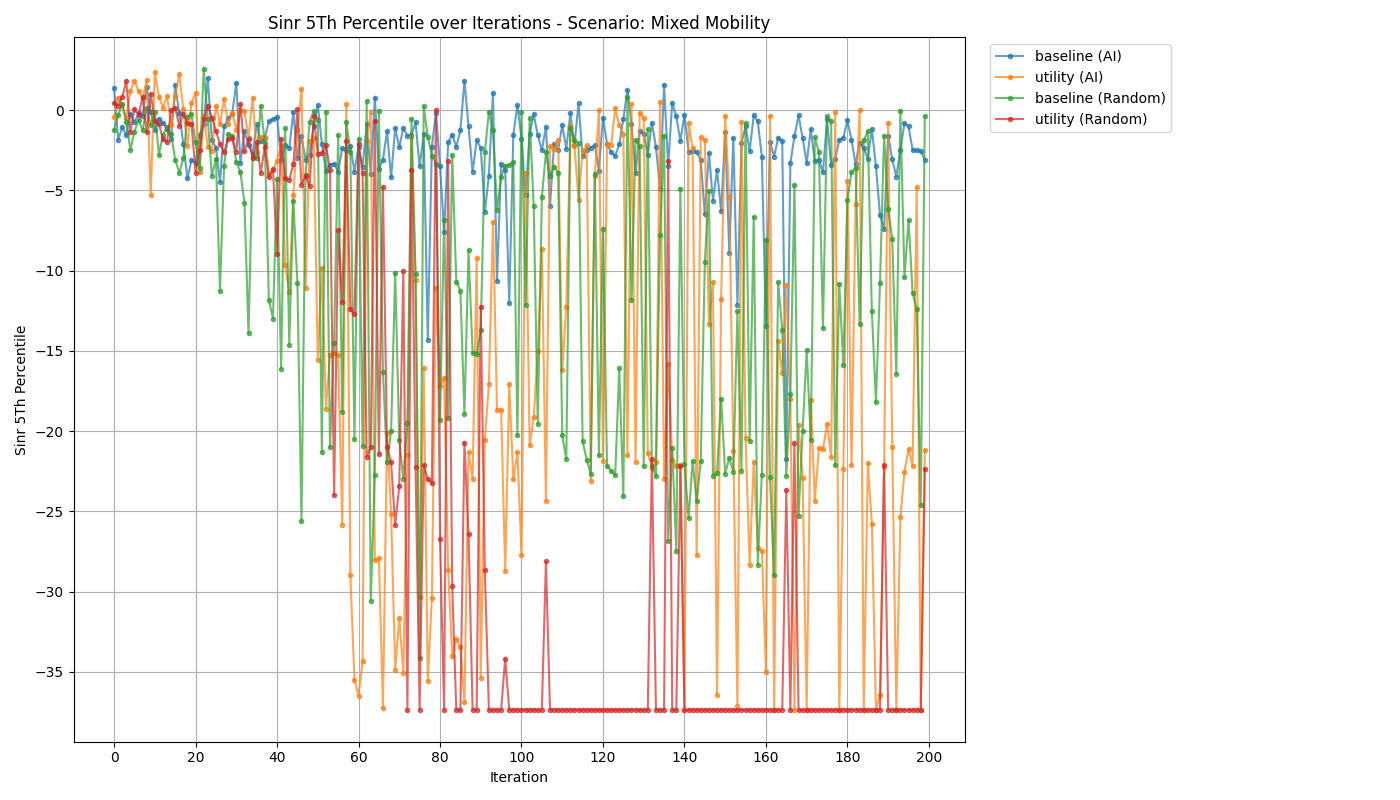 Sinr 5Th Percentile over Iterations - Scenario: Mixed Mobility
baseline (AI)
utility (AI)
baseline (Random)
utility (Random)
Sinr 5Th Percentile
0
−5
−10
−15
−20
−25
−30
−35
0
20
40
60
80
100
120
140
160
180
200
Iteration